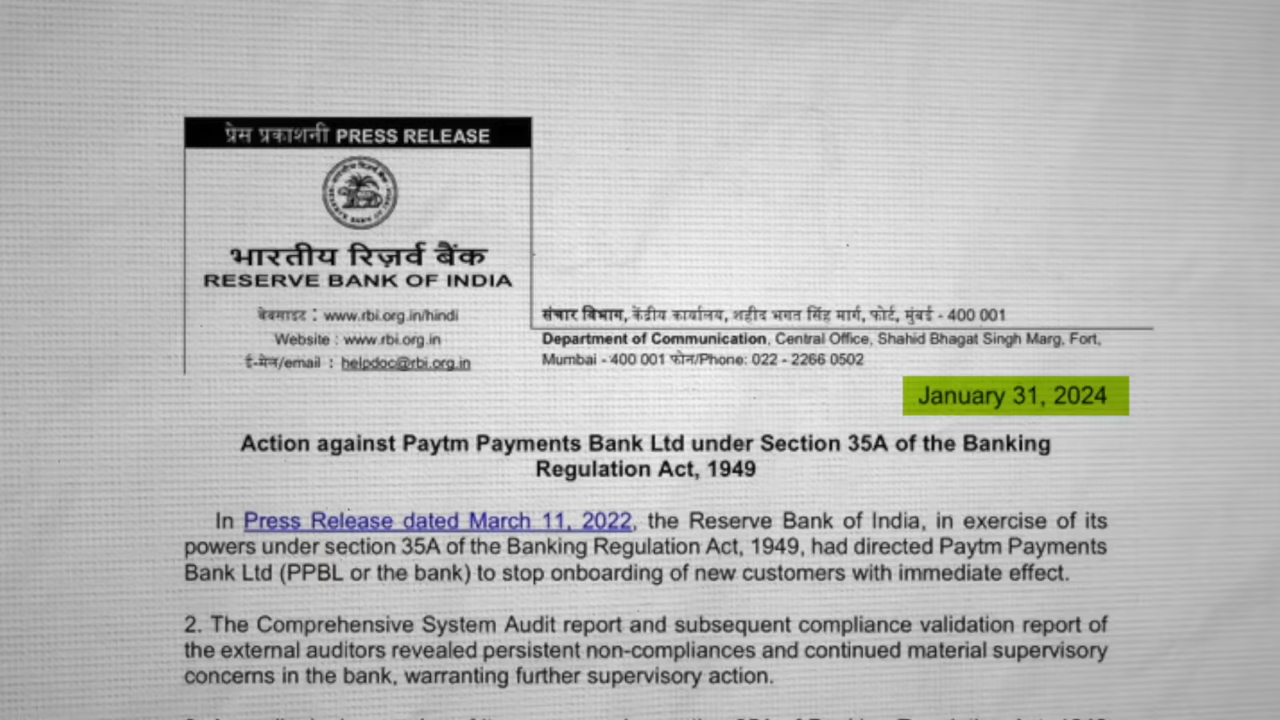 प्रेस प्रकाशनी PRESS RELEASE
भारतीय रिज़र्व बैंक
RESERVE BANK OF INDIA
वेबसाइट : www.rbi.org.in/hindi
Website : www.rbi.org.in
ई-मेल/email : helpdoc@rbi.org.in
संचार विभाग, केंद्रीय कार्यालय, शहीद भगत सिंह मार्ग, फोर्ट, मुंबई - 400 001
Department of Communication, Central Office, Shahid Bhagat Singh Marg, Fort,
Mumbai - 400 001 फोन/Phone: 022 - 2266 0502
January 31, 2024
Action against Paytm Payments Bank Ltd under Section 35A of the Banking
Regulation Act, 1949
In Press Release dated March 11, 2022, the Reserve Bank of India, in exercise of its
powers under section 35A of the Banking Regulation Act, 1949, had directed Paytm Payments
Bank Ltd (PPBL or the bank) to stop onboarding of new customers with immediate effect.
2. The Comprehensive System Audit report and subsequent compliance validation report of
the external auditors revealed persistent non-compliances and continued material supervisory
concerns in the bank, warranting further supervisory action.